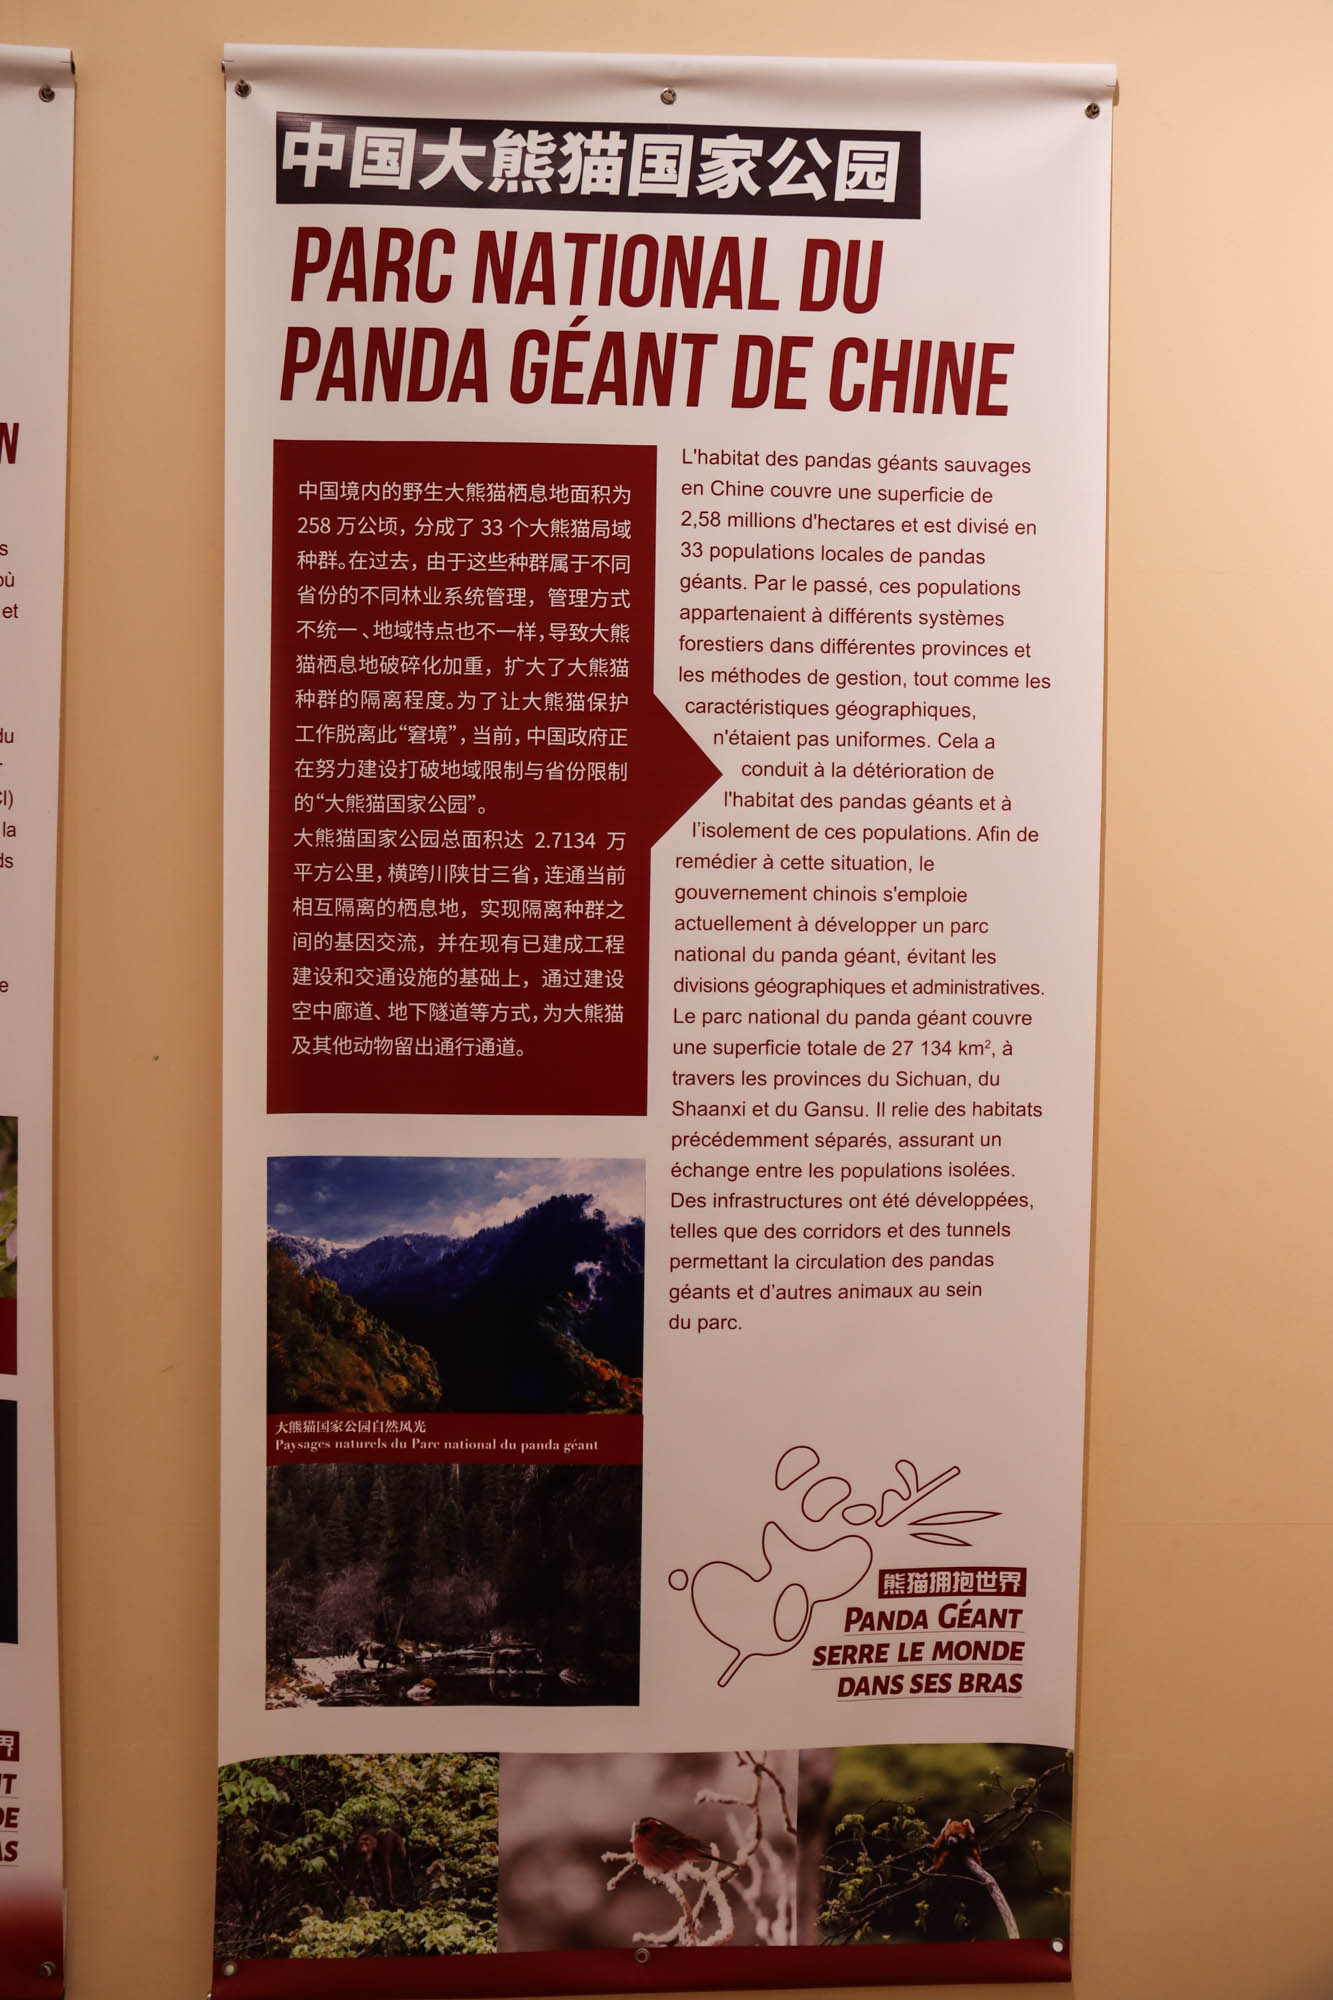 中国大熊猫国家公园
PARC NATIONAL DU
PANDA GÉANT DE CHINE
中国境内的野生大熊猫栖息地面积为
258 万公顷，分成了 33 个大熊猫局域
种群。在过去，由于这些种群属于不同
省份的不同林业系统管理，管理方式
不统一、地域特点也不一样，导致大熊
猫栖息地破碎化加重，扩大了大熊猫
种群的隔离程度。为了让大熊猫保护
工作脱离此“窘境”，当前，中国政府正
在努力建设打破地域限制与省份限制
的“大熊猫国家公园”。
大熊猫国家公园总面积达 2.7134 万
平方公里，横跨川陕甘三省，连通当前
相互隔离的栖息地，实现隔离种群之
间的基因交流，并在现有已建成工程
建设和交通设施的基础上，通过建设
空中廊道、地下隧道等方式，为大熊猫
及其他动物留出通行通道。
L'habitat des pandas géants sauvages
en Chine couvre une superficie de
2,58 millions d'hectares et est divisé en
33 populations locales de pandas
géants. Par le passé, ces populations
appartenaient à différents systèmes
forestiers dans différentes provinces et
les méthodes de gestion, tout comme les
caractéristiques géographiques,
n'étaient pas uniformes. Cela a
conduit à la détérioration de
l'habitat des pandas géants et à
l’isolement de ces populations. Afin de
remédier à cette situation, le
gouvernement chinois s'emploie
actuellement à développer un parc
national du panda géant, évitant les
divisions géographiques et administratives.
Le parc national du panda géant couvre
une superficie totale de 27 134 km², à
travers les provinces du Sichuan, du
Shaanxi et du Gansu. Il relie des habitats
précédemment séparés, assurant un
échange entre les populations isolées.
Des infrastructures ont été développées,
telles que des corridors et des tunnels
permettant la circulation des pandas
géants et d’autres animaux au sein
du parc.
大熊猫国家公园自然风光
Paysages naturels du Parc national du panda géant
熊猫拥抱世界
PANDA GÉANT
SERRE LE MONDE
DANS SES BRAS
où
et
du
la